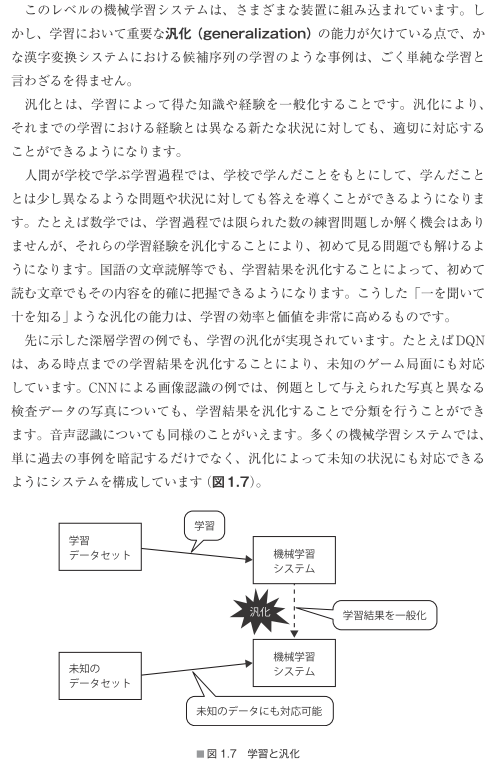 このレベルの機械学習システムは、さまざまな装置に組み込まれています。し
かし、学習において重要な汎化（generalization）の能力が欠けている点で、か
な漢字変換システムにおける候補序列の学習のような事例は、ごく単純な学習と
言わざるを得ません。
汎化とは、学習によって得た知識や経験を一般化することです。汎化により、
それまでの学習における経験とは異なる新たな状況に対しても、適切に対応する
ことができるようになります。
人間が学校で学ぶ学習過程では、学校で学んだことをもとにして、学んだこと
とは少し異なるような問題や状況に対しても答えを導くことができるようになりま
す。たとえば数学では、学習過程では限られた数の練習問題しか解く機会はあり
ませんが、それらの学習経験を汎化することにより、初めて見る問題でも解けるよ
うになります。国語の文章読解等でも、学習結果を汎化することによって、初めて
読む文章でもその内容を的確に把握できるようになります。こうした「一を聞いて
十を知る」ような汎化の能力は、学習の効率と価値を非常に高めるものです。
先に示した深層学習の例でも、学習の汎化が実現されています。たとえばDQN
は、ある時点までの学習結果を汎化することにより、未知のゲーム局面にも対応
しています。CNNによる画像認識の例では、例題として与えられた写真と異なる
検査データの写真についても、学習結果を汎化することで分類を行うことができ
ます。音声認識についても同様のことがいえます。多くの機械学習システムでは、
単に過去の事例を暗記するだけでなく、汎化によって未知の状況にも対応できる
ようにシステムを構成しています（図1.7）。
学習
学習
データセット
機械学習
システム
汎化
学習結果を一般化
未知の
データセット
機械学習
システム
未知のデータにも対応可能
■図1.7　学習と汎化